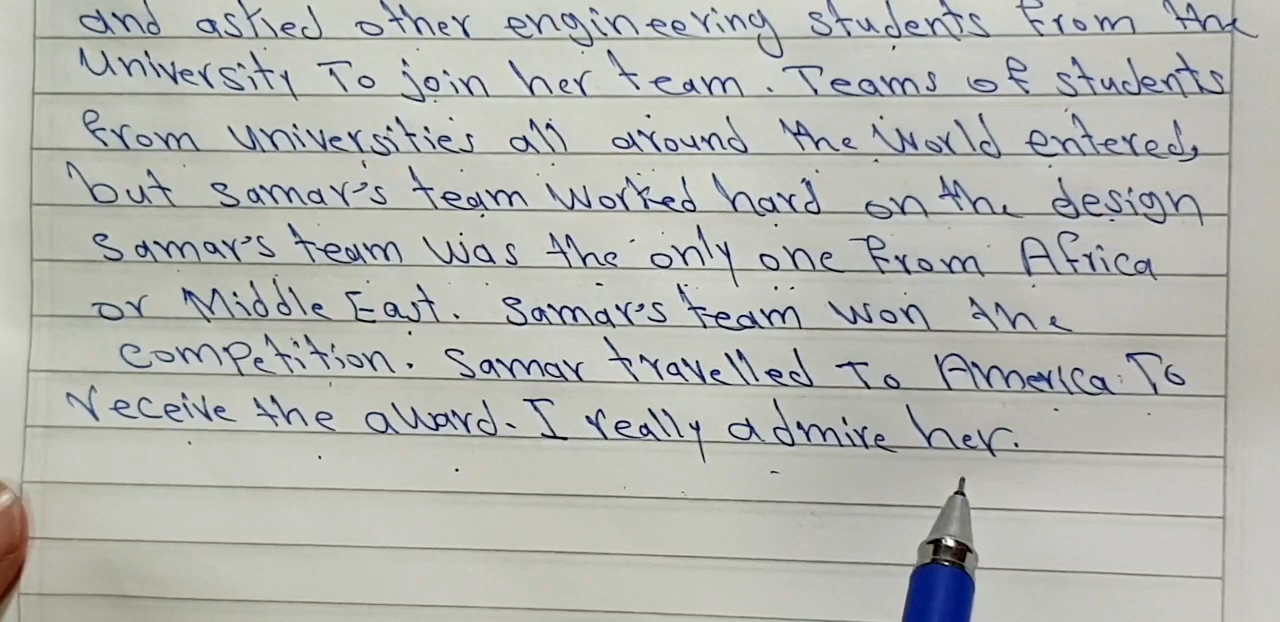 and asked other engineering students from the
University To join her team. Teams of students
from universities all around the World entered,
but Samar's team worked hard on the design
Samar's team was the only one from Africa
or Middle East. Samar's team won the
competition. Samar travelled To America To
receive the award. I really admire her.